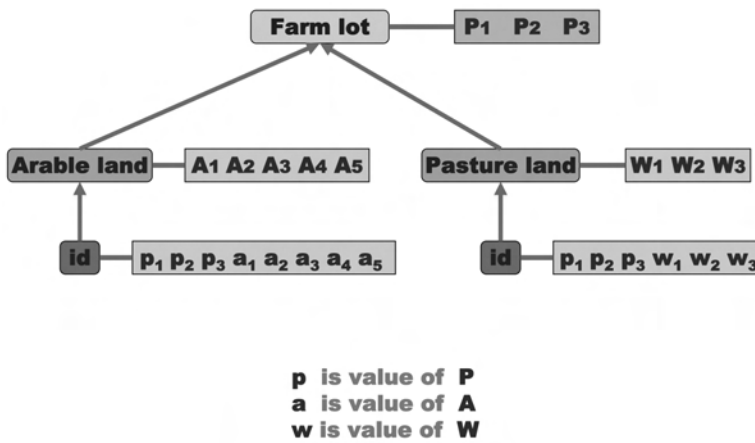 Farm lot P1 P2 P3
Arable land A1 A2 A3 A4 A5 Pasture land W1 W2 W3
id p1 p2 p3 a1 a2 a3 a4 a5 id p1 p2 p3 w1 w2 w3
p is value of P
a is value of A
w is value of W